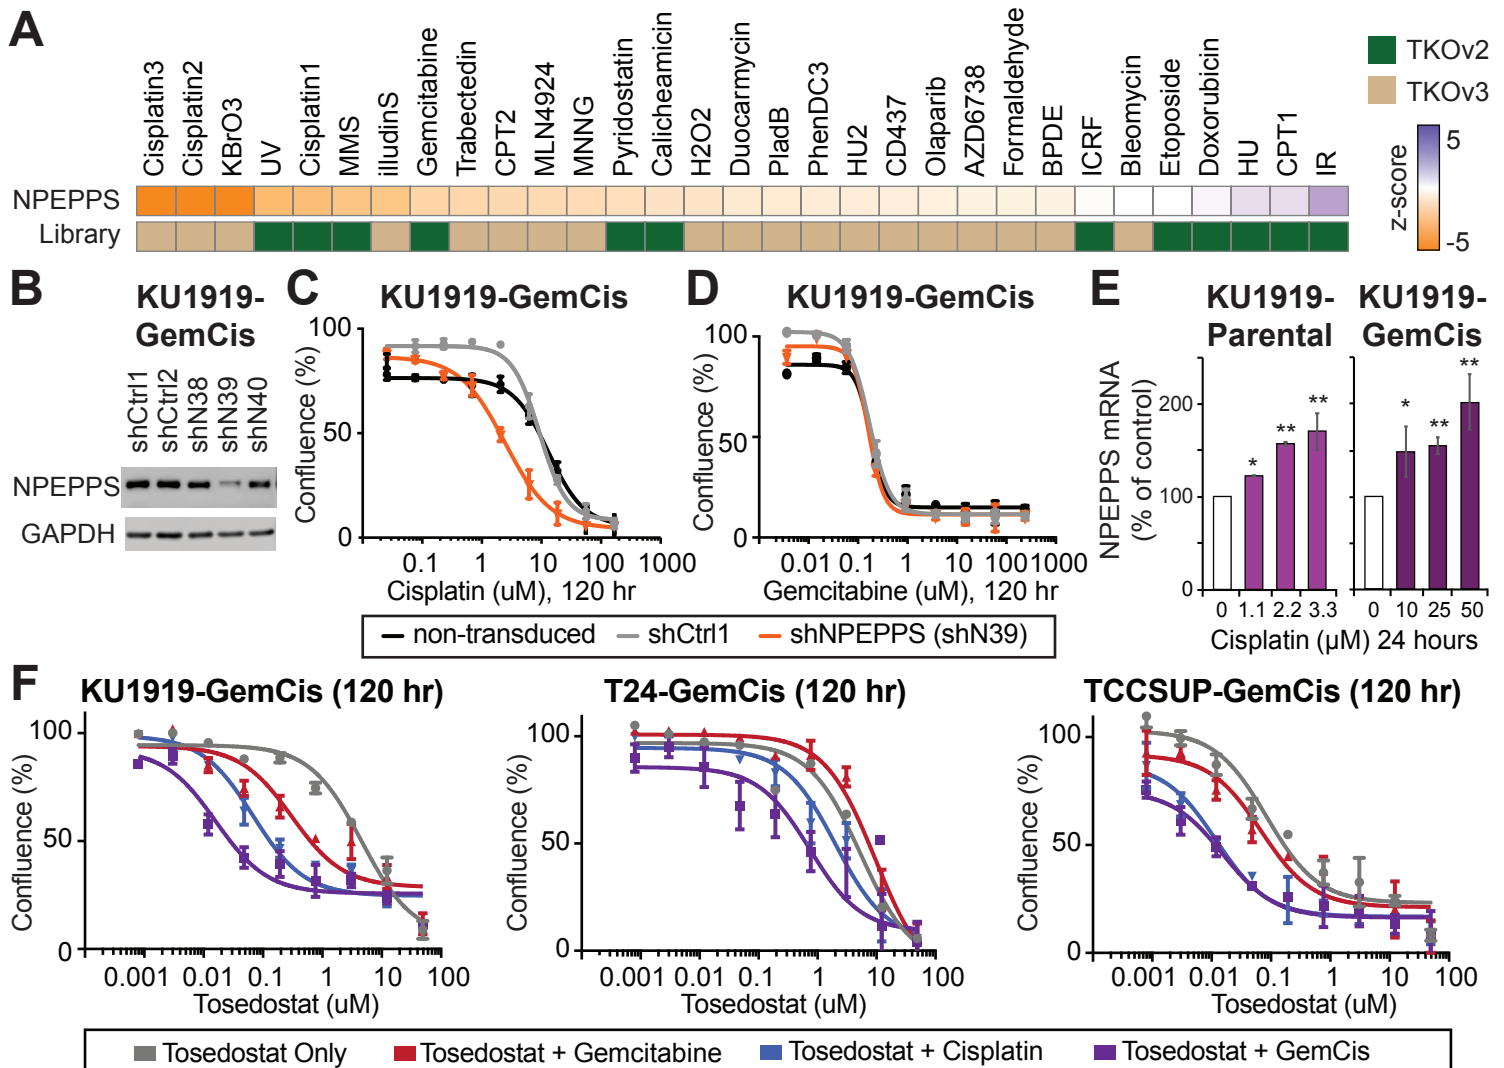 A
Cisplatin3
Cisplatin2
KBrO3
UV
Cisplatin1
MMS
illudinS
Gemcitabine
Trabectedin
CPT2
MLN4924
MNNG
Pyridostatin
Calicheamicin
H2O2
Duocarmycin
PladB
PhenDC3
HU2
CD437
Olaparib
AZD6738
Formaldehyde
BPDE
ICRF
Bleomycin
Etoposide
Doxorubicin
HU
CPT1
IR
NPEPPS
Library
TKOv2
TKOv3
z-score
5
-5
B
KU1919-
GemCis
shCtrl1
shCtrl2
shN38
shN39
shN40
NPEPPS
GAPDH
C
KU1919-GemCis
Confluence (%)
100
50
0
0.1 1 10 100 1000
Cisplatin (uM), 120 hr
D
KU1919-GemCis
Confluence (%)
100
50
0
0.01 0.1 1 10 100 1000
Gemcitabine (uM), 120 hr
non-transduced shCtrl1 shNPEPPS (shN39)
E
KU1919-
Parental
KU1919-
GemCis
NPEPPS mRNA
(% of control)
200
100
0
* ** **
* ** **
0 1.1 2.2 3.3
0 10 25 50
Cisplatin (µM) 24 hours
F
KU1919-GemCis (120 hr)
Confluence (%)
100
50
0
0.001 0.01 0.1 1 10 100
Tosedostat (uM)
T24-GemCis (120 hr)
Confluence (%)
100
50
0
0.001 0.01 0.1 1 10 100
Tosedostat (uM)
TCCSUP-GemCis (120 hr)
Confluence (%)
100
50
0
0.001 0.01 0.1 1 10 100
Tosedostat (uM)
Tosedostat Only Tosedostat + Gemcitabine Tosedostat + Cisplatin Tosedostat + GemCis